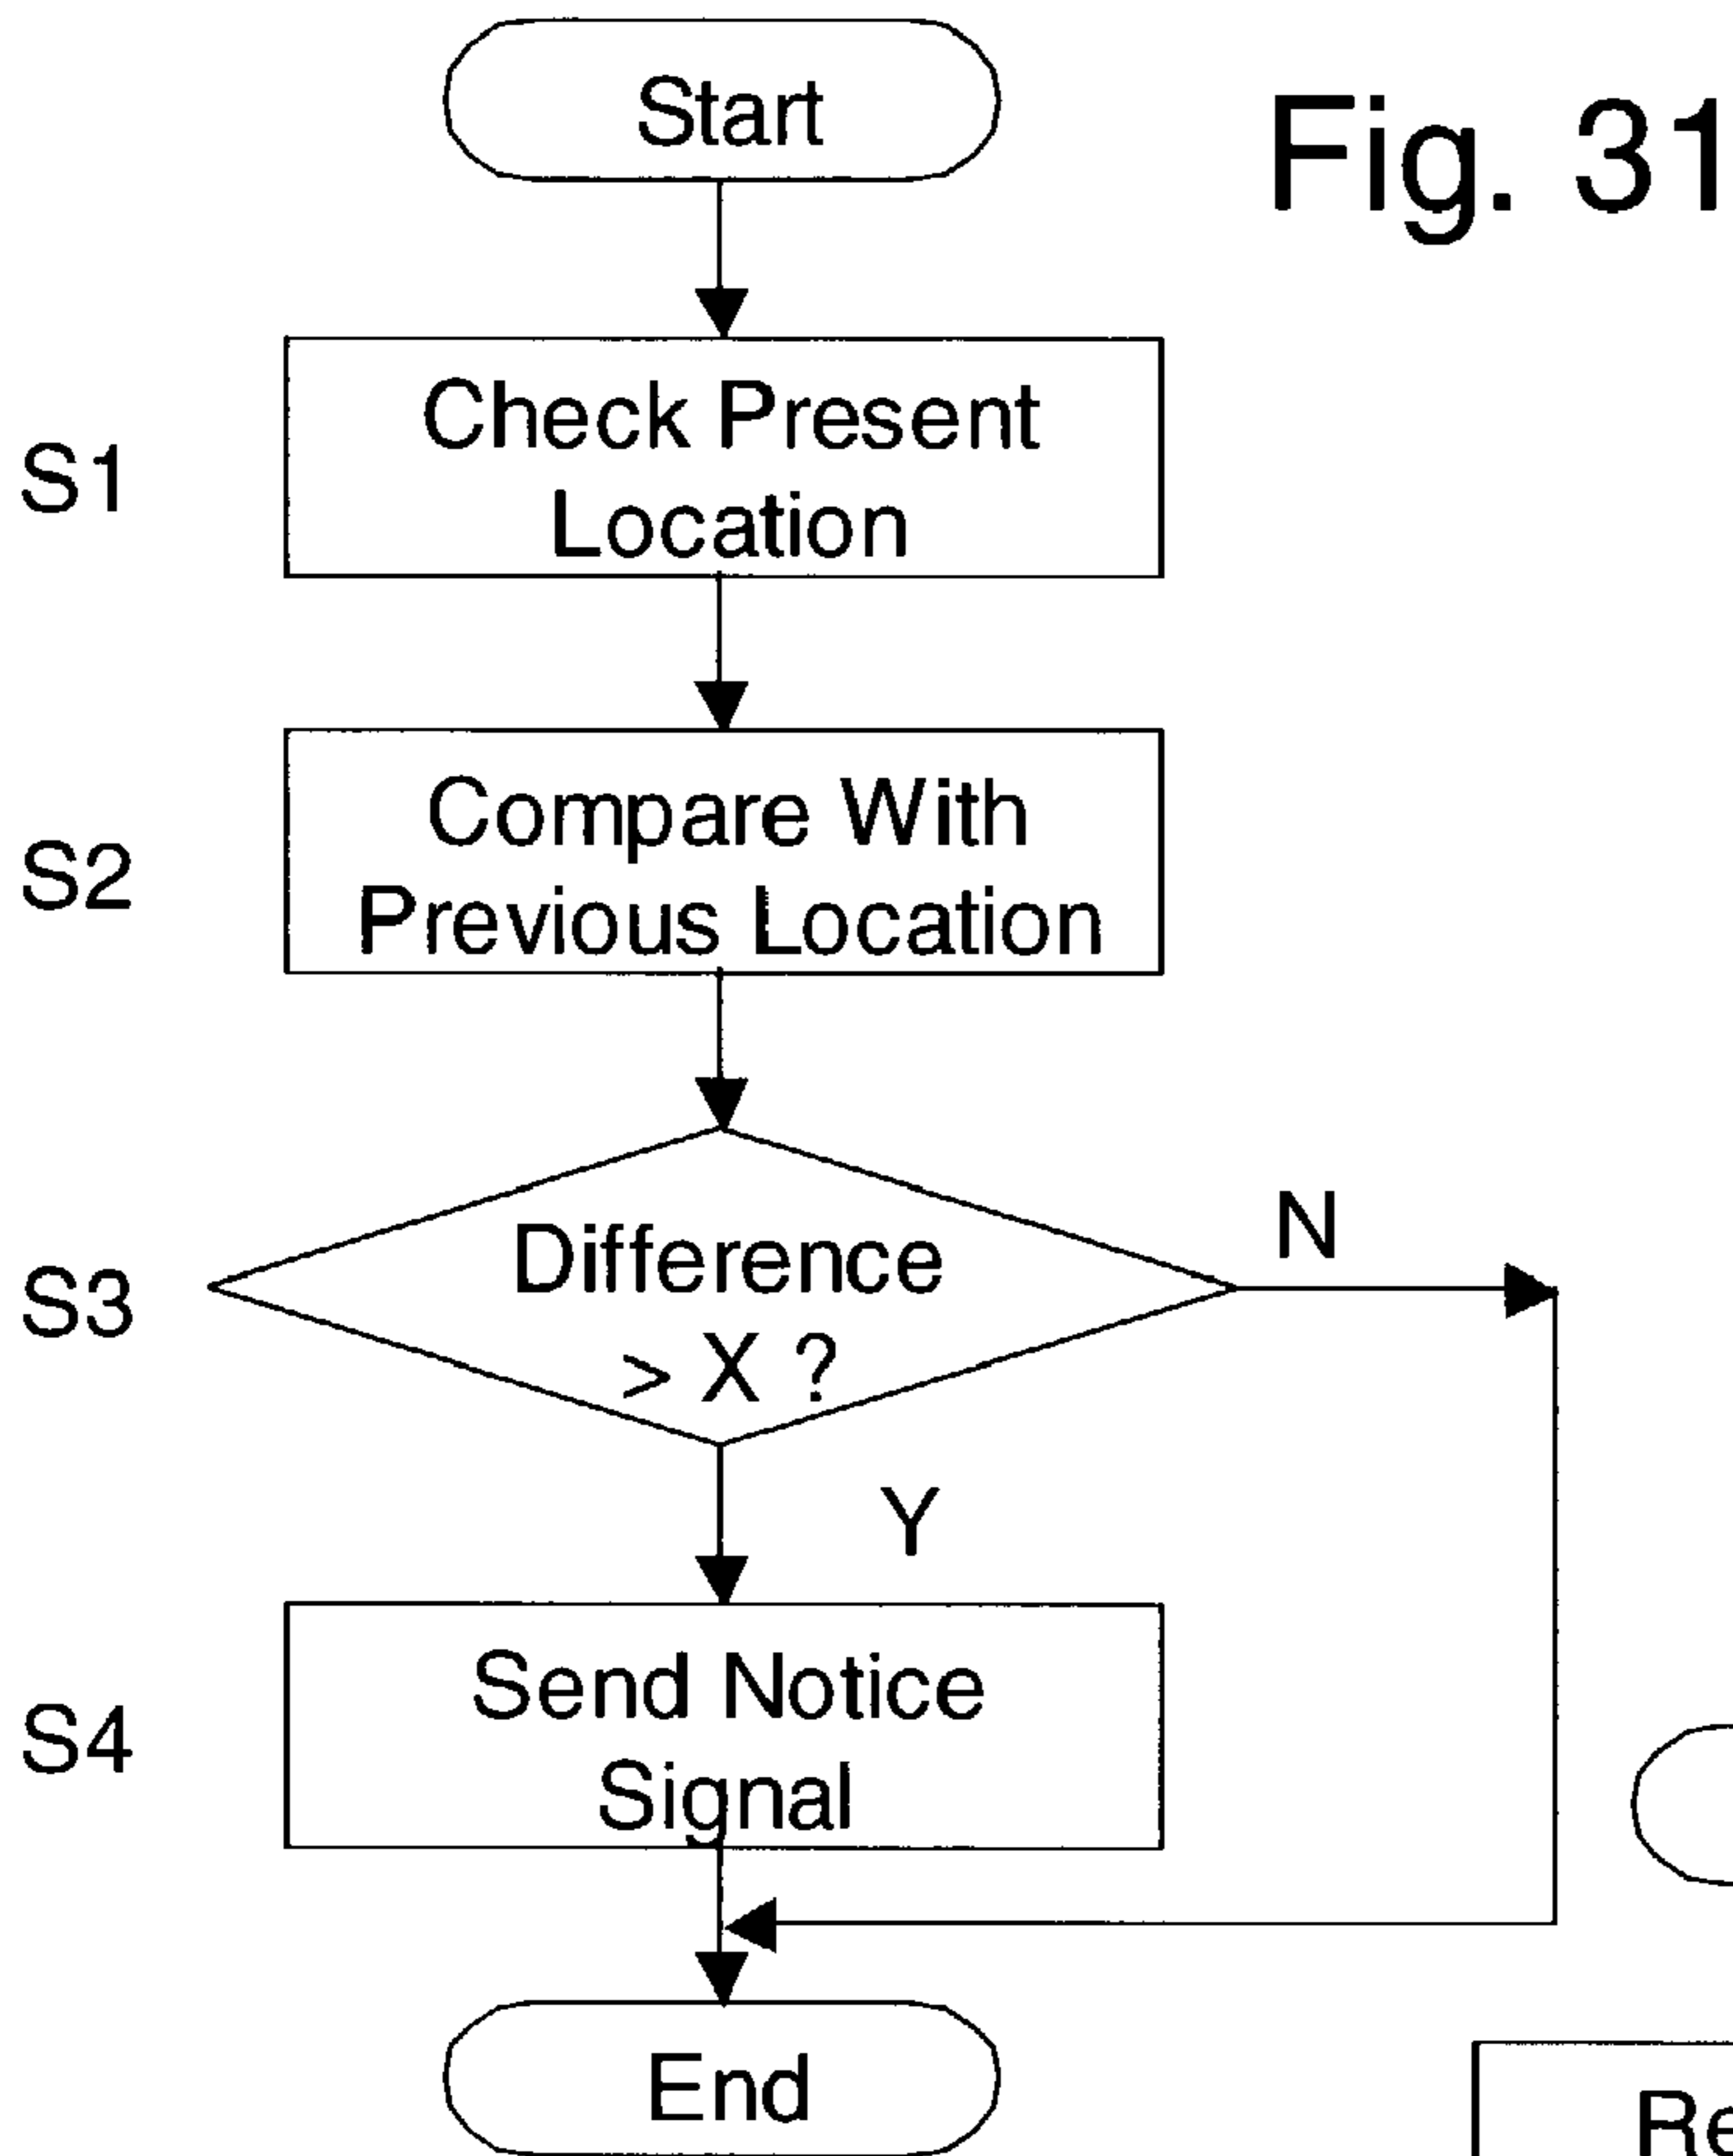 Start
Fig. 31
S1
Check Present
Location
S2
Compare With
Previous Location
S3
Difference
> X ?
N
Y
S4
Send Notice
Signal
End